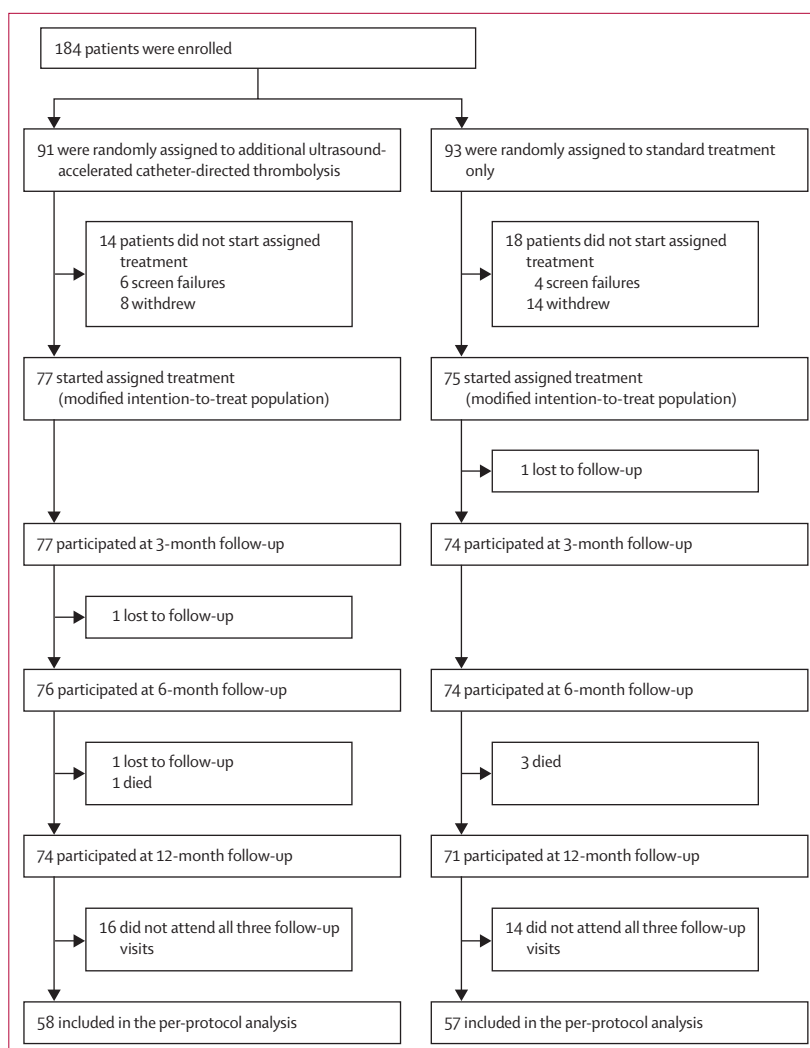 184 patients were enrolled
91 were randomly assigned to additional ultrasound-
accelerated catheter-directed thrombolysis
93 were randomly assigned to standard treatment
only
14 patients did not start assigned
treatment
6 screen failures
8 withdrew
18 patients did not start assigned
treatment
4 screen failures
14 withdrew
77 started assigned treatment
(modified intention-to-treat population)
75 started assigned treatment
(modified intention-to-treat population)
1 lost to follow-up
77 participated at 3-month follow-up
74 participated at 3-month follow-up
1 lost to follow-up
76 participated at 6-month follow-up
74 participated at 6-month follow-up
1 lost to follow-up
1 died
3 died
74 participated at 12-month follow-up
71 participated at 12-month follow-up
16 did not attend all three follow-up
visits
14 did not attend all three follow-up
visits
58 included in the per-protocol analysis
57 included in the per-protocol analysis